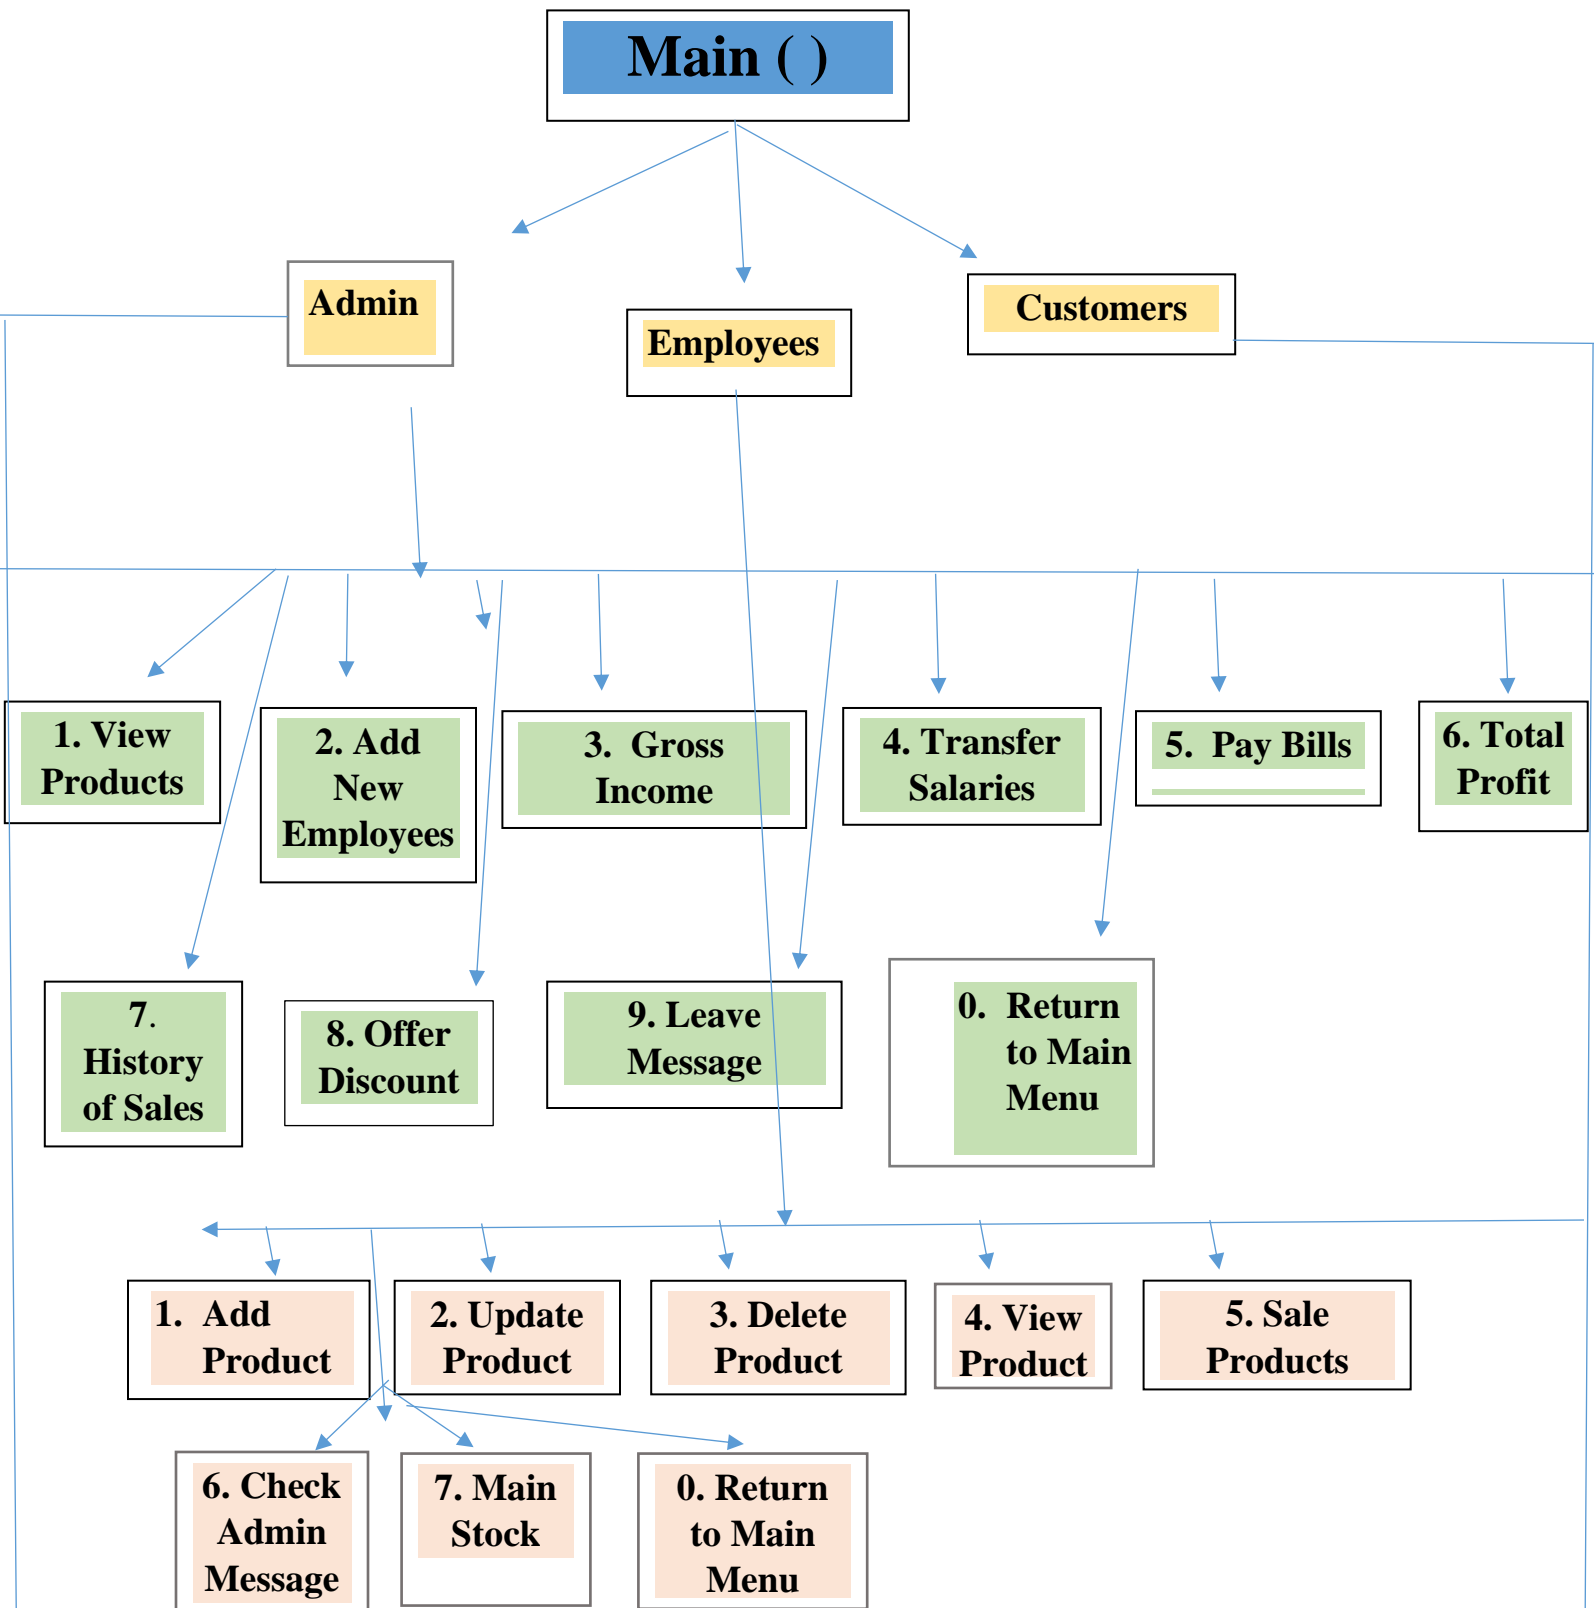 Main ( )
Admin
Employees
Customers
1. View
Products
2. Add
New
Employees
3. Gross
Income
4. Transfer
Salaries
5. Pay Bills
6. Total
Profit
7.
History
of Sales
8. Offer
Discount
9. Leave
Message
0. Return
to Main
Menu
1. Add
Product
2. Update
Product
3. Delete
Product
4. View
Product
5. Sale
Products
6. Check
Admin
Message
7. Main
Stock
0. Return
to Main
Menu